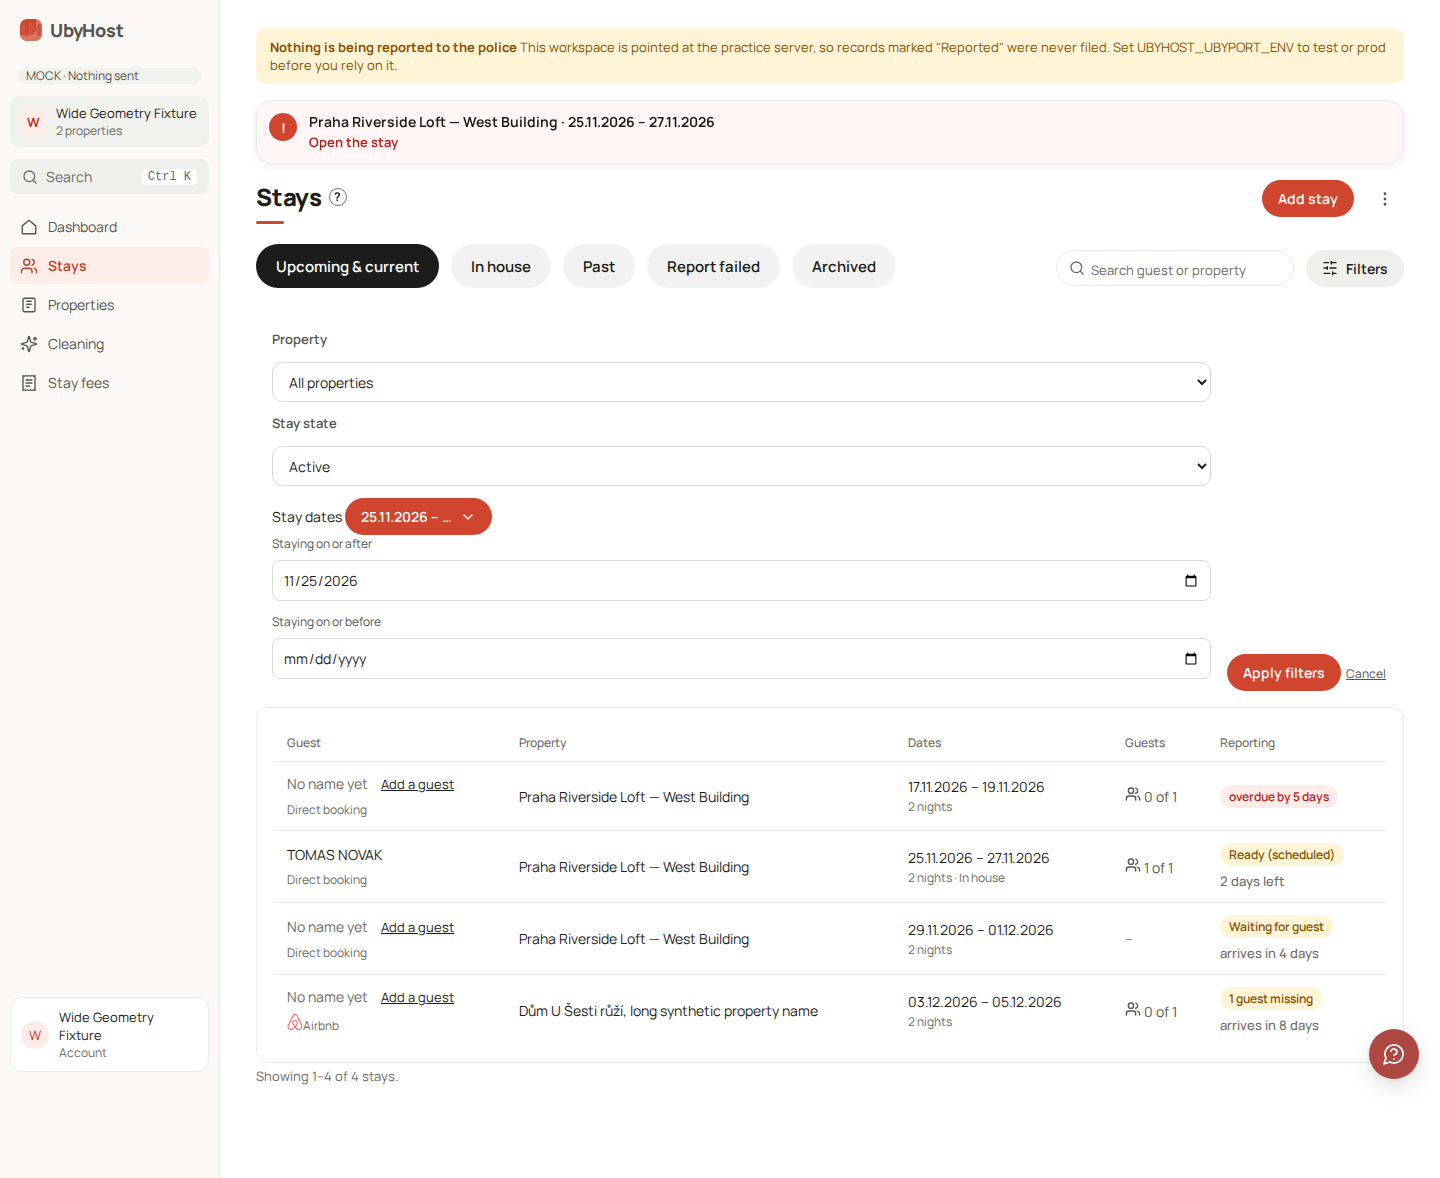 UbyHost
MOCK · Nothing sent
W
Wide Geometry Fixture
2 properties
Search
Ctrl K
Dashboard
Stays
Properties
Cleaning
Stay fees
W
Wide Geometry
Fixture
Account
Nothing is being reported to the police This workspace is pointed at the practice server, so records marked "Reported" were never filed. Set UBYHOST_UBYPORT_ENV to test or prod
before you rely on it.
!
Praha Riverside Loft — West Building · 25.11.2026 – 27.11.2026
Open the stay
Stays ?
Add stay
Upcoming & current
In house
Past
Report failed
Archived
Search guest or property
Filters
Property
All properties
Stay state
Active
Stay dates 25.11.2026 – ...
Staying on or after
11/25/2026
Staying on or before
mm/dd/yyyy
Apply filters
Cancel
Guest Property Dates Guests Reporting
No name yet Add a guest
Direct booking
Praha Riverside Loft — West Building
17.11.2026 – 19.11.2026
2 nights
0 of 1
overdue by 5 days
TOMAS NOVAK
Direct booking
Praha Riverside Loft — West Building
25.11.2026 – 27.11.2026
2 nights · In house
1 of 1
Ready (scheduled)
2 days left
No name yet Add a guest
Direct booking
Praha Riverside Loft — West Building
29.11.2026 – 01.12.2026
2 nights
–
Waiting for guest
arrives in 4 days
No name yet Add a guest
Airbnb
Dům U Šesti růží, long synthetic property name
03.12.2026 – 05.12.2026
2 nights
0 of 1
1 guest missing
arrives in 8 days
Showing 1–4 of 4 stays.